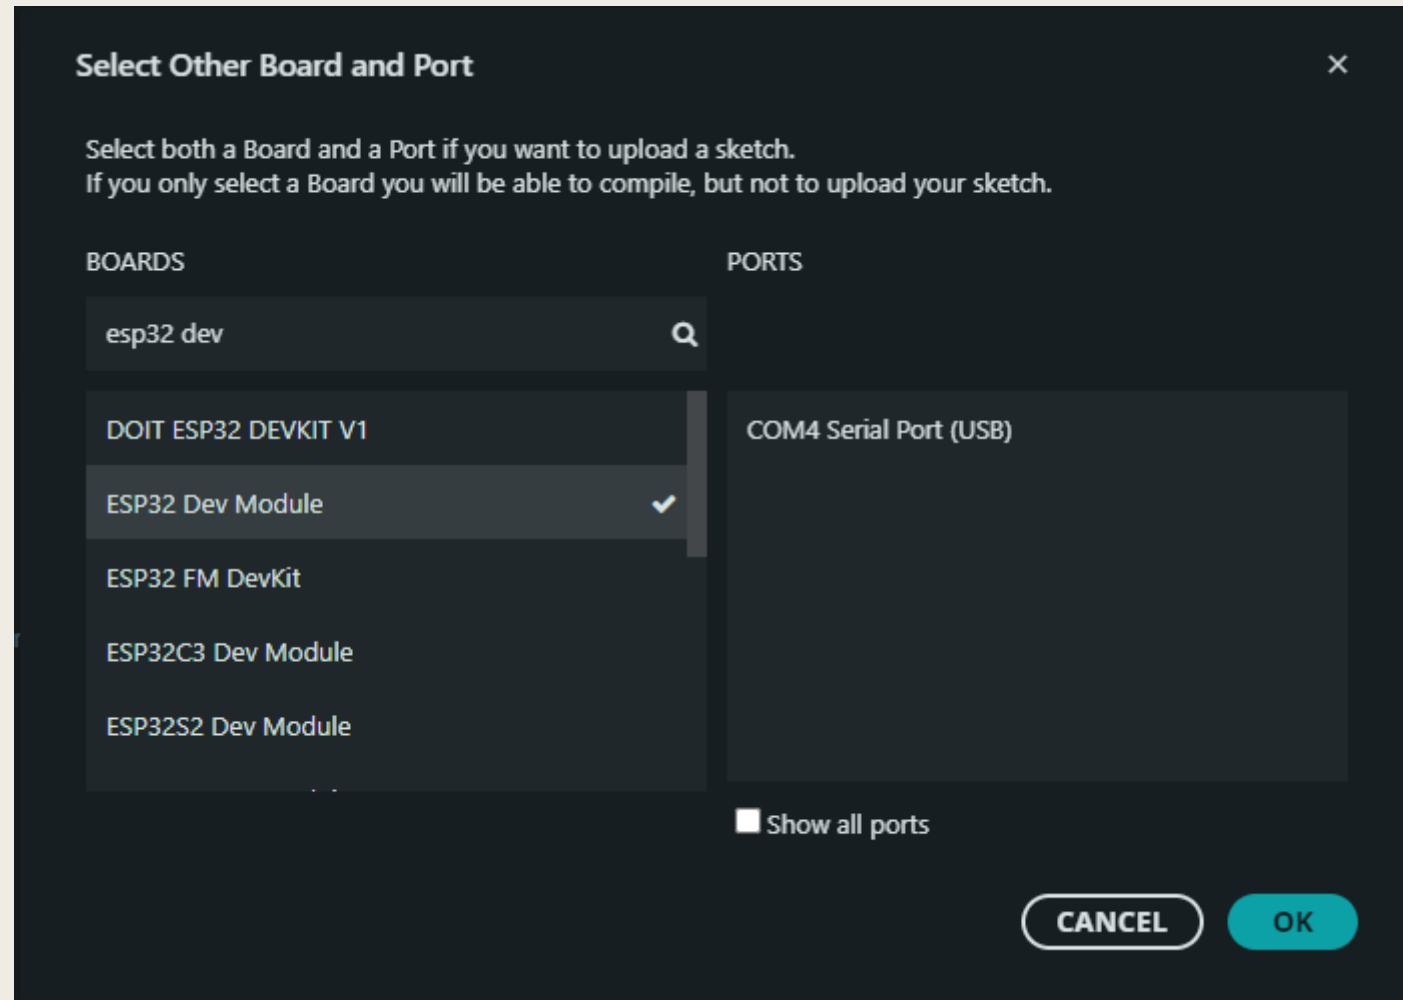 Select Other Board and Port
Select both a Board and a Port if you want to upload a sketch.
If you only select a Board you will be able to compile, but not to upload your sketch.
BOARDS
esp32 dev
DOIT ESP32 DEVKIT V1
ESP32 Dev Module
ESP32 FM DevKit
ESP32C3 Dev Module
ESP32S2 Dev Module
PORTS
COM4 Serial Port (USB)
Show all ports
CANCEL
OK